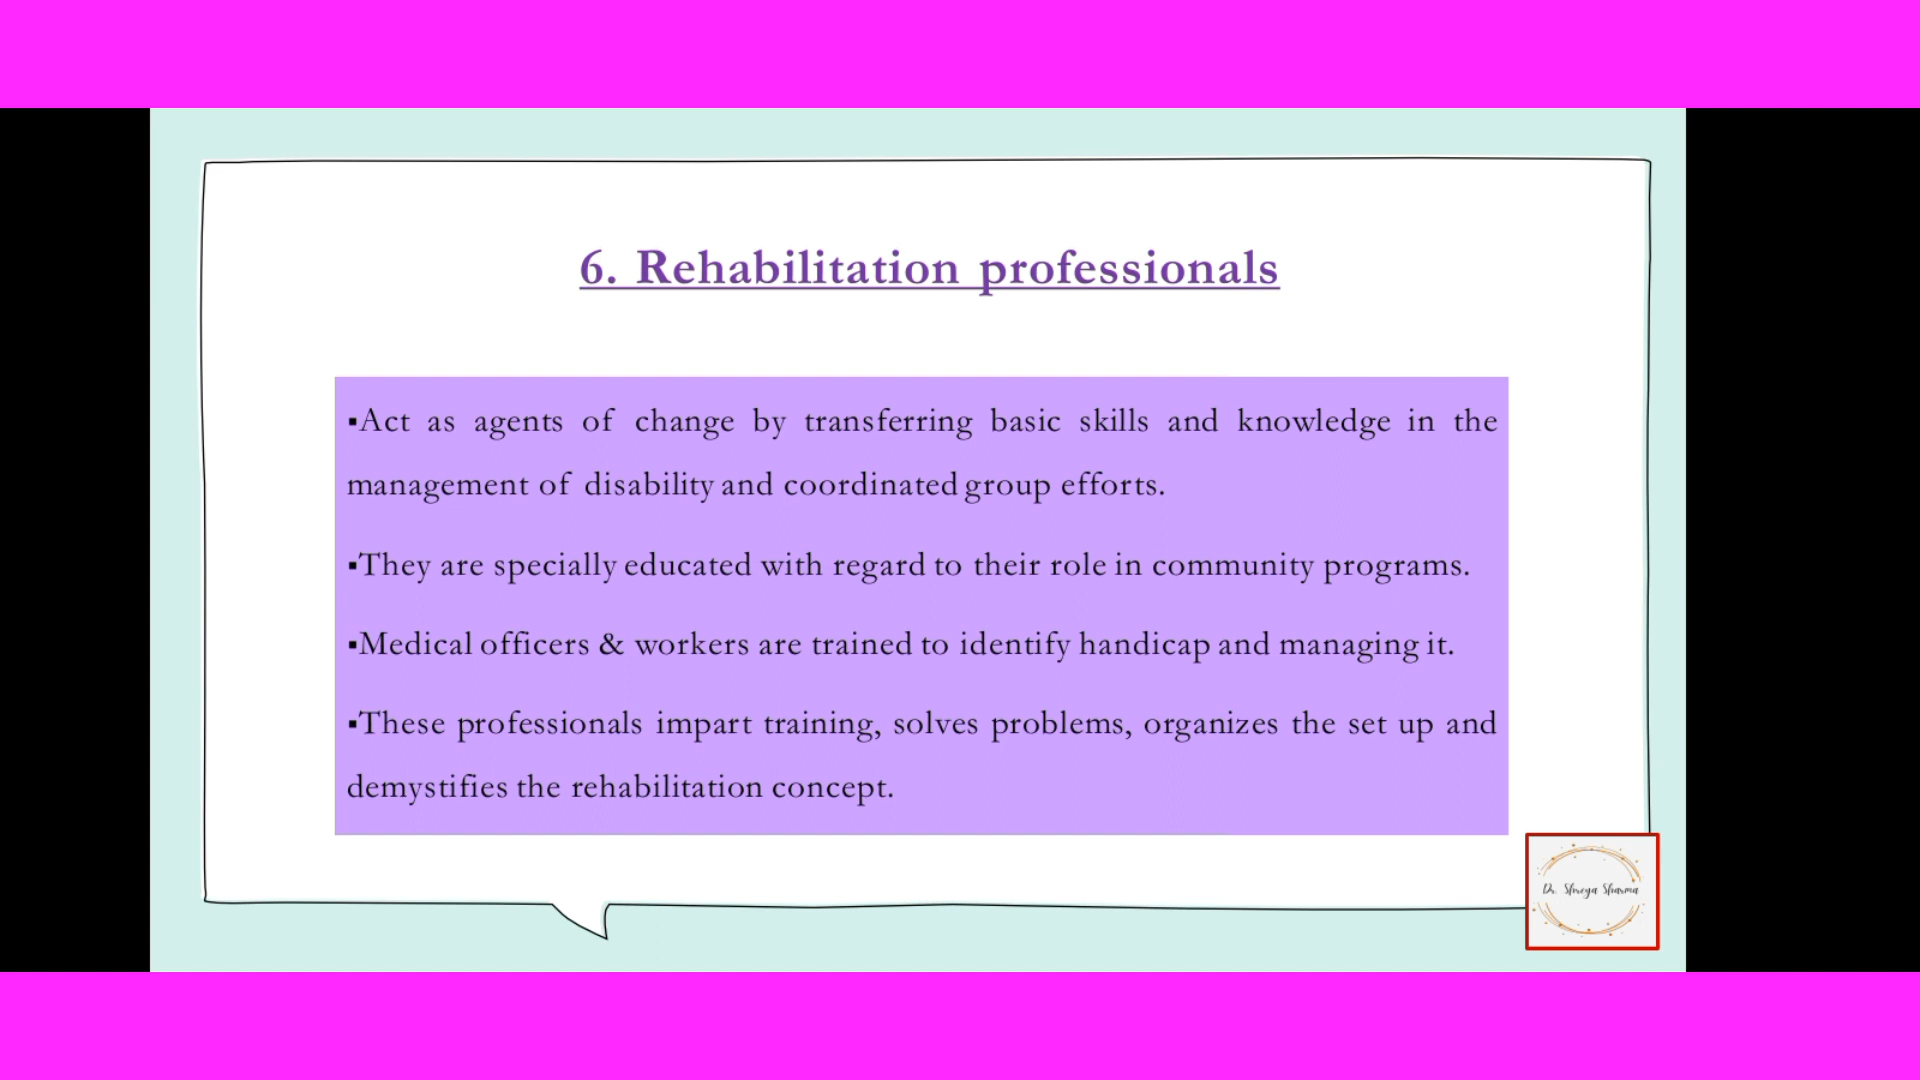 6. Rehabilitation professionals
▪Act as agents of change by transferring basic skills and knowledge in the
management of disability and coordinated group efforts.
▪They are specially educated with regard to their role in community programs.
▪Medical officers & workers are trained to identify handicap and managing it.
▪These professionals impart training, solves problems, organizes the set up and
demystifies the rehabilitation concept.
Dr. Shreya Sharma